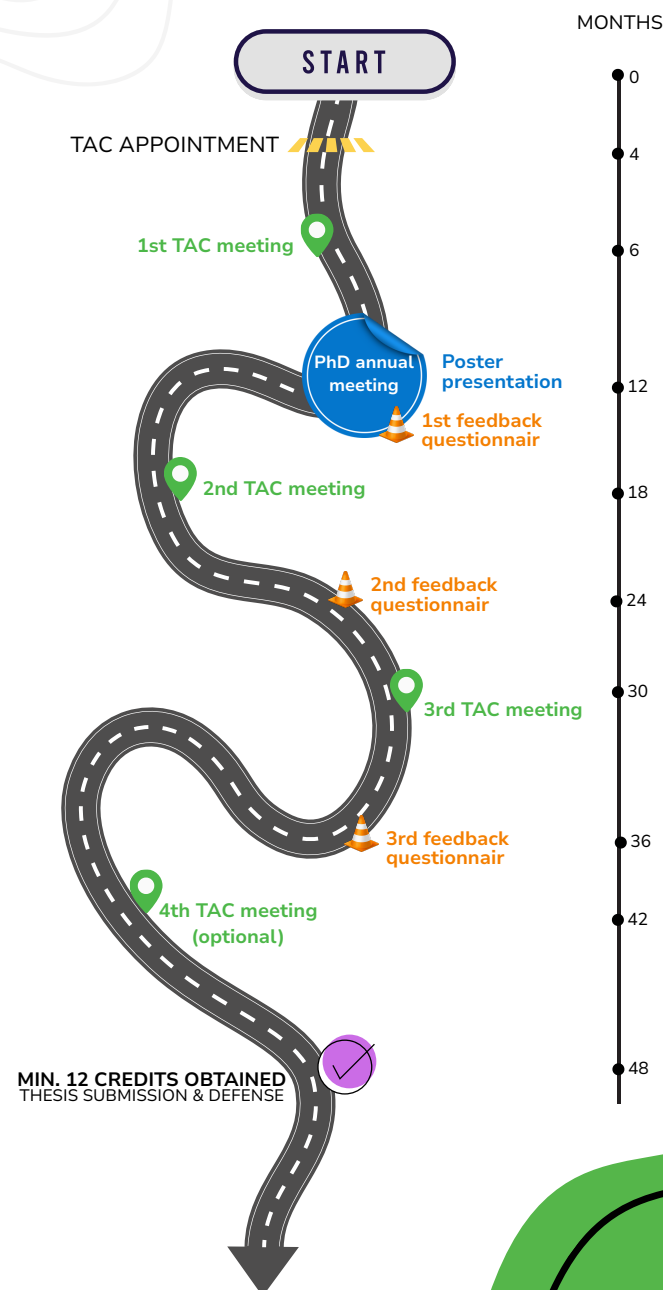 MONTHS
START
0
TAC APPOINTMENT
4
1st TAC meeting
6
PhD annual
meeting
Poster
presentation
12
1st feedback
questionnair
2nd TAC meeting
18
2nd feedback
questionnair
24
30
3rd TAC meeting
3rd feedback
questionnair
36
4th TAC meeting
(optional)
42
48
MIN. 12 CREDITS OBTAINED
THESIS SUBMISSION & DEFENSE